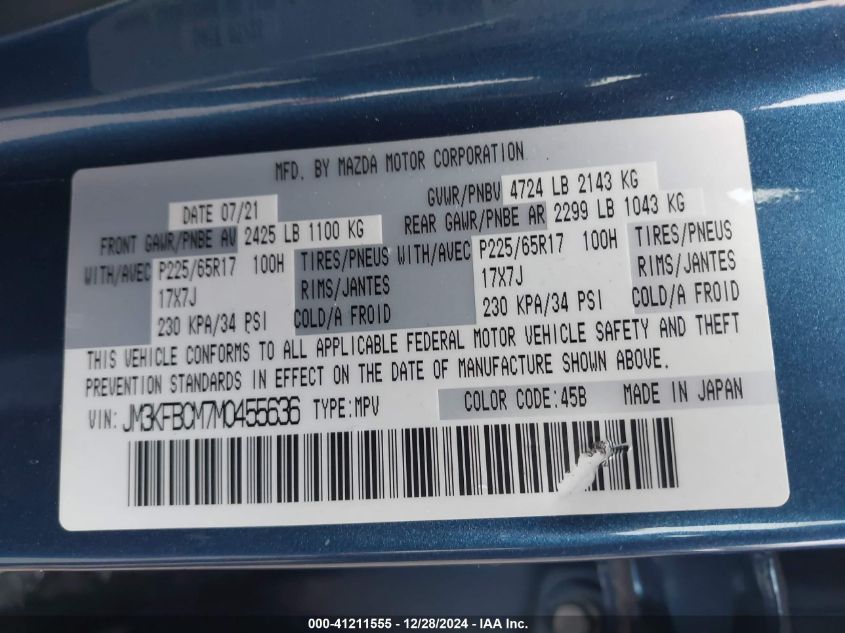 MFD. BY MAZDA MOTOR CORPORATION
DATE 07/21 GVWR/PNBV 4724 LB 2143 KG
FRONT GAWR/PNBE AV 2425 LB 1100 KG REAR GAWR/PNBE AR 2299 LB 1043 KG
WITH/AVEC P225/65R17 100H TIRES/PNEUS WITH/AVEC P225/65R17 100H TIRES/PNEUS
17X7J RIMS/JANTES 17X7J RIMS/JANTES
230 KPA/34 PSI COLD/A FROID 230 KPA/34 PSI COLD/A FROID
THIS VEHICLE CONFORMS TO ALL APPLICABLE FEDERAL MOTOR VEHICLE SAFETY AND THEFT
PREVENTION STANDARDS IN EFFECT ON THE DATE OF MANUFACTURE SHOWN ABOVE.
VIN: JM3KFBCM7M0455636 TYPE:MPV COLOR CODE:45B MADE IN JAPAN
000-41211555 - 12/28/2024 - IAA Inc.